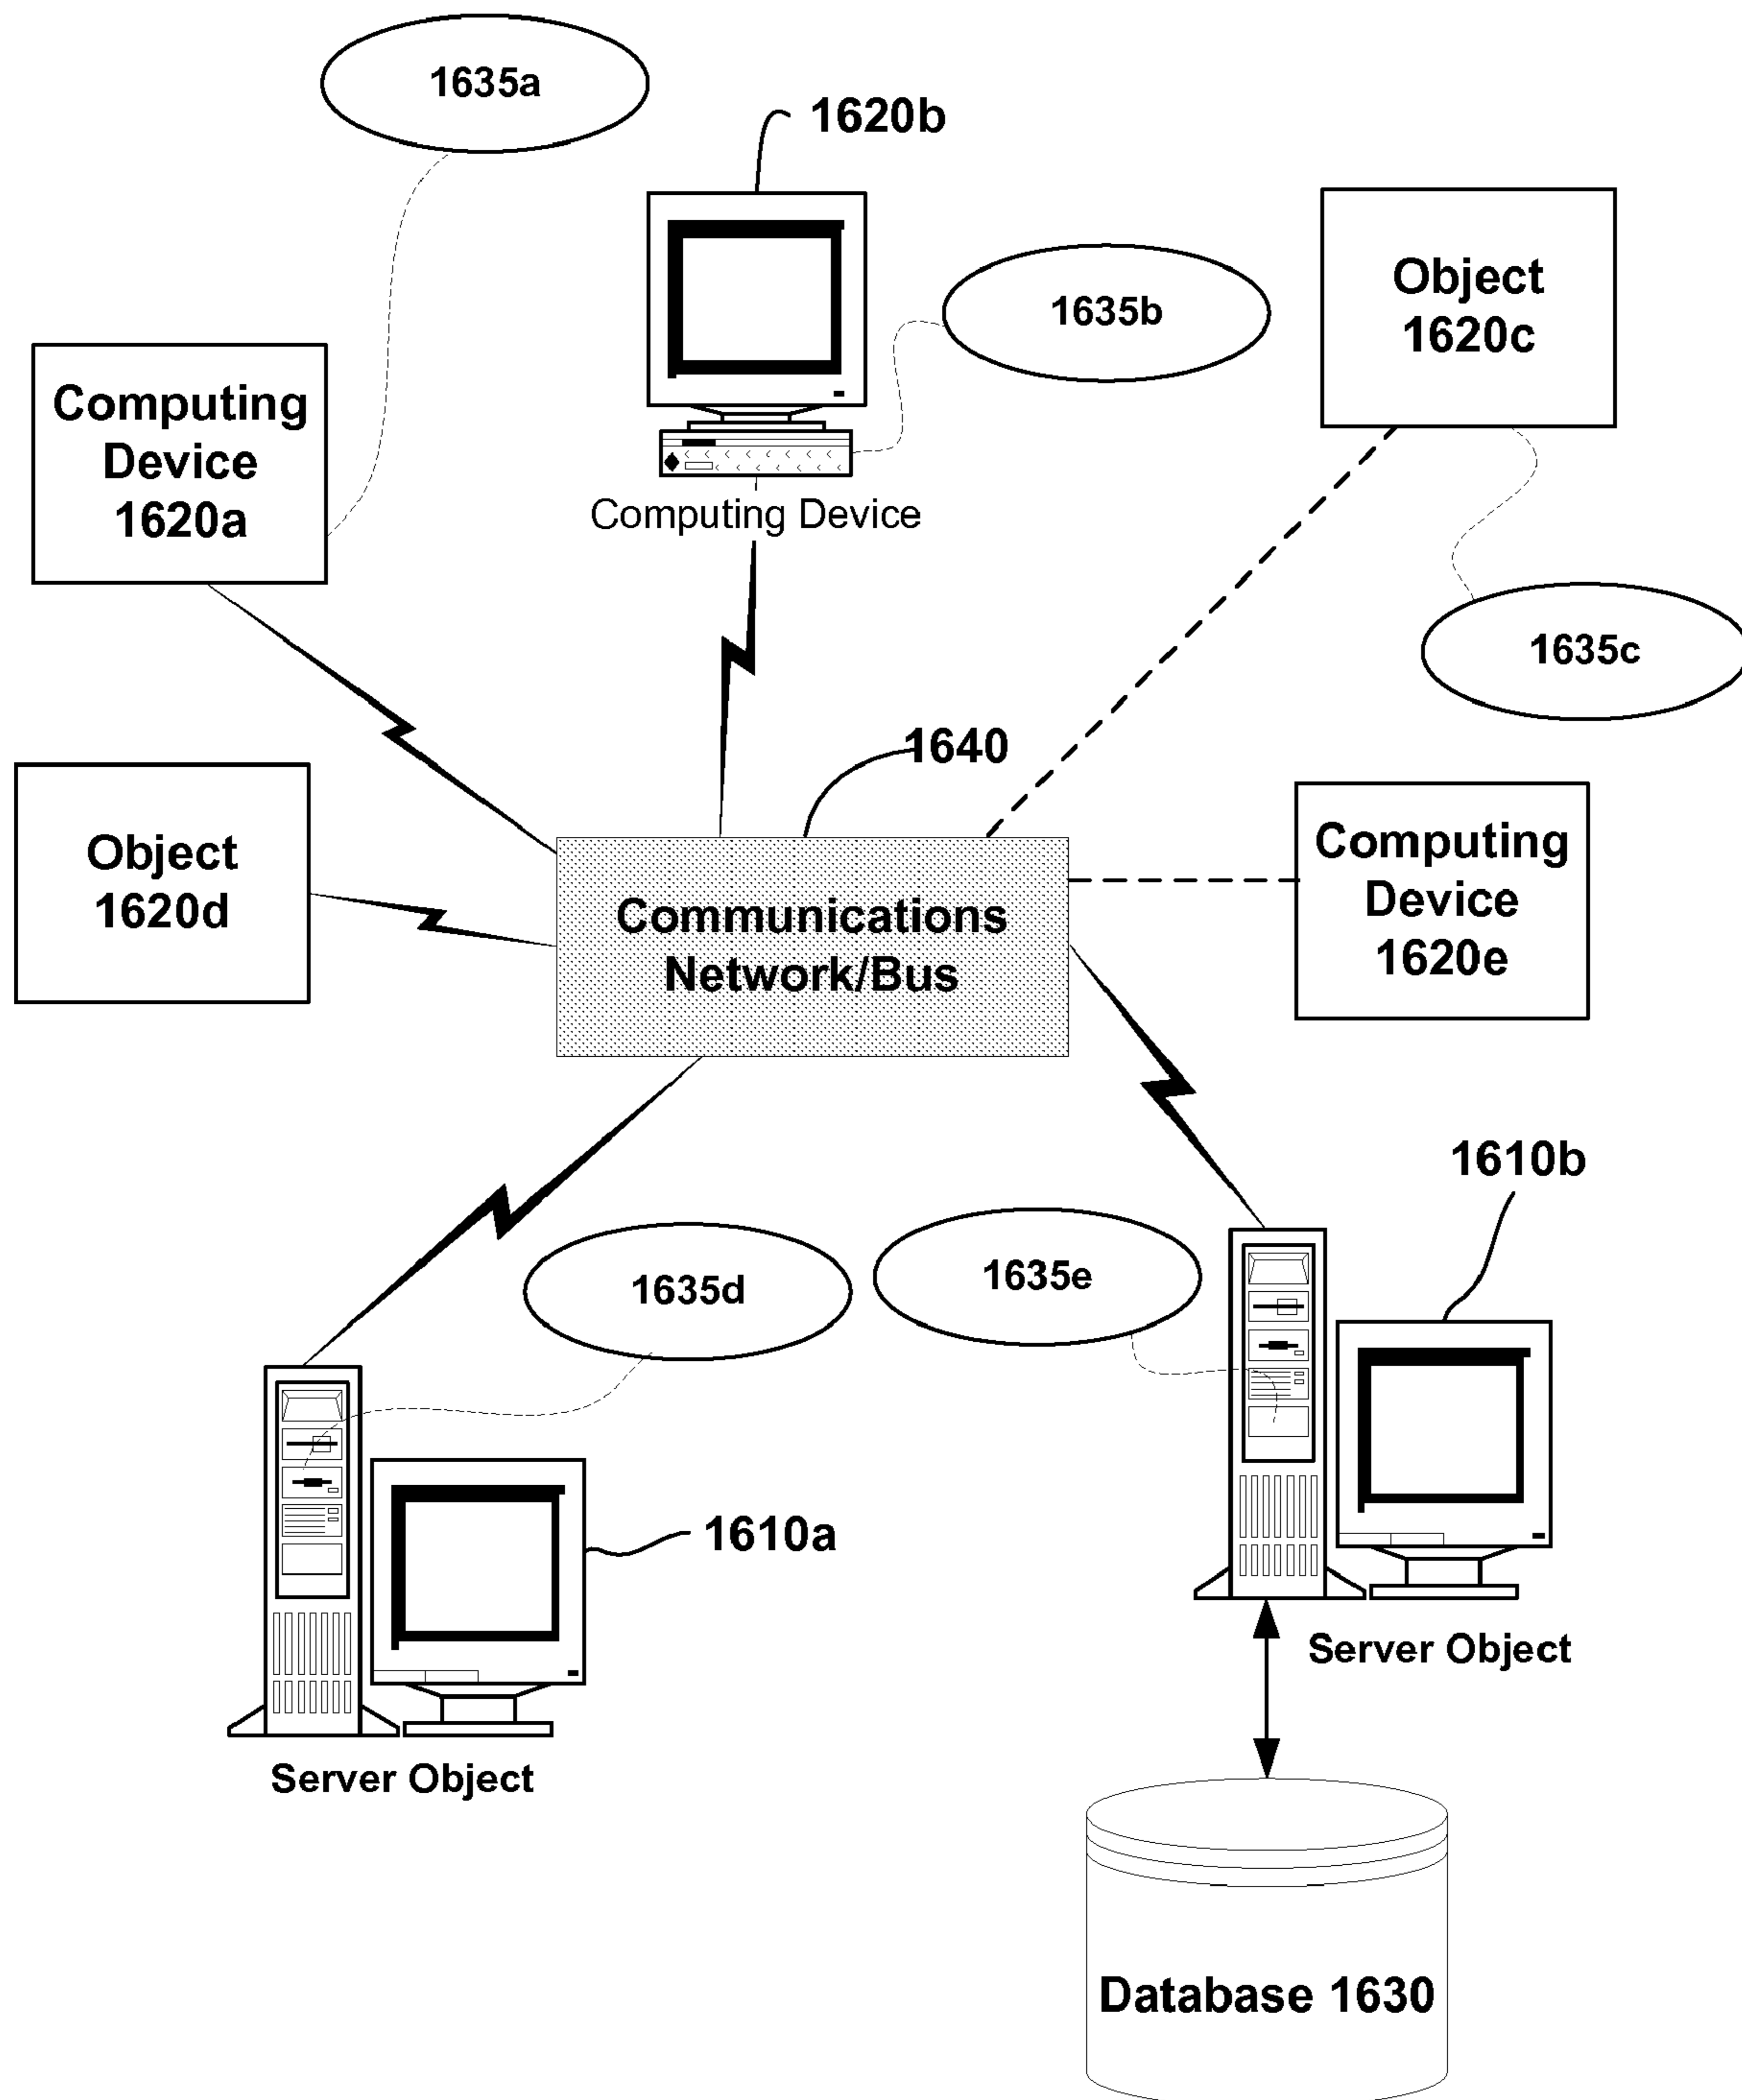 1635a
1620b
1635b
Object
1620c
Computing
Device
1620a
Computing Device
1635c
1640
Object
1620d
Communications
Network/Bus
Computing
Device
1620e
1610b
1635d
1635e
1610a
Server Object
Server Object
Database 1630